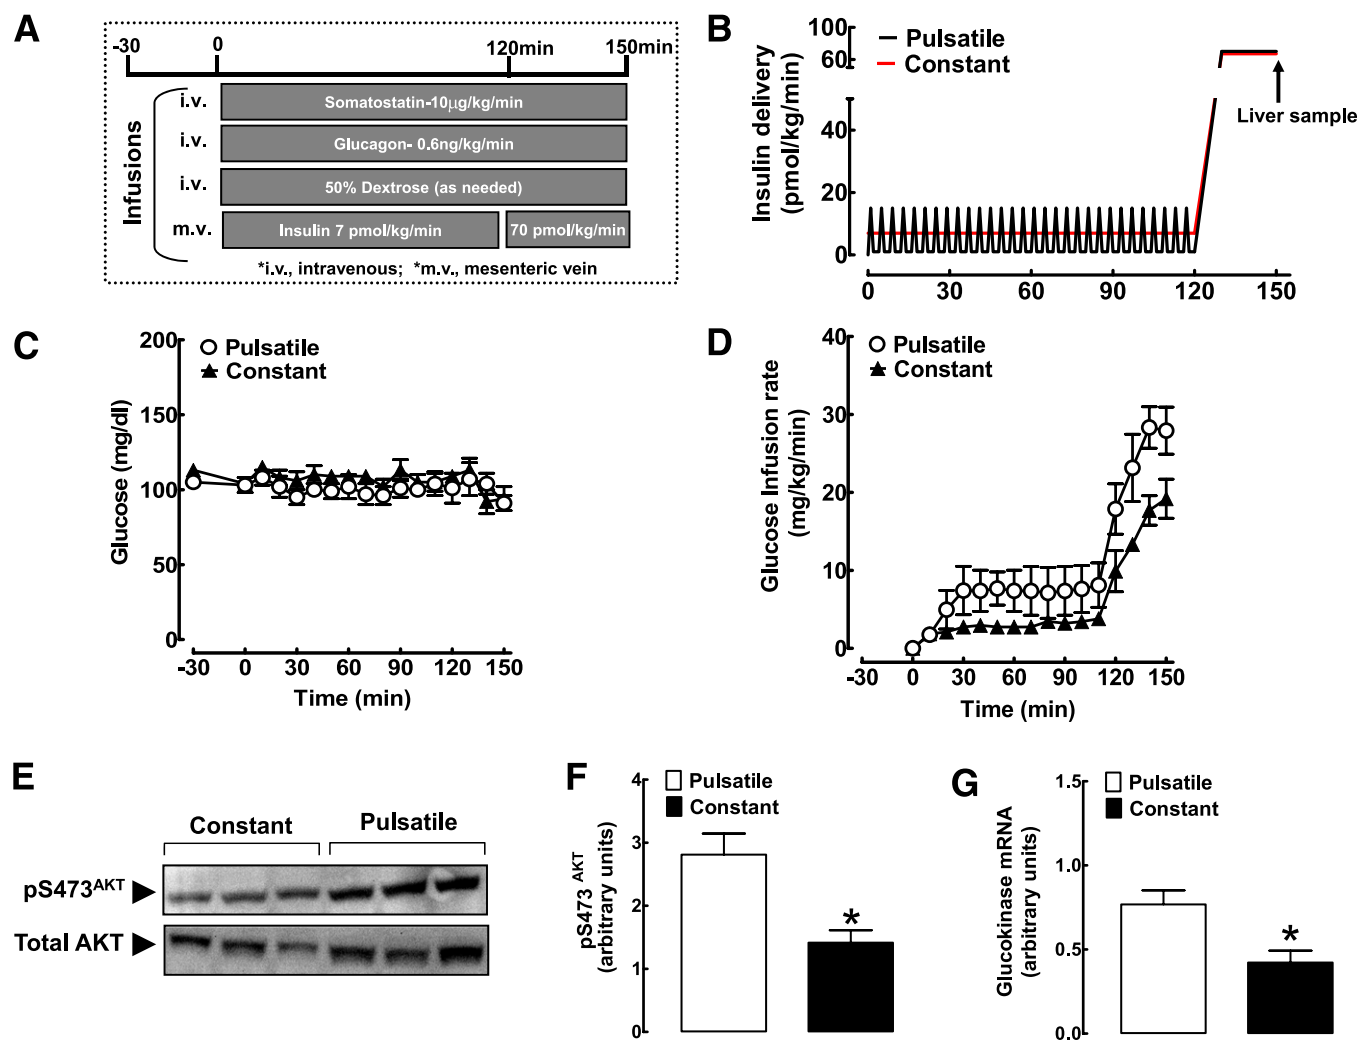 A
-30
0
120min
150min
Infusions
i.v.
Somatostatin-10μg/kg/min
i.v.
Glucagon- 0.6ng/kg/min
i.v.
50% Dextrose (as needed)
m.v.
Insulin 7 pmol/kg/min
70 pmol/kg/min
*i.v., intravenous; *m.v., mesenteric vein
B
Insulin delivery
(pmol/kg/min)
100
60
40
20
0
Pulsatile
Constant
Liver sample
0
30
60
90
120
150
C
Glucose (mg/dl)
200
150
100
50
0
Pulsatile
Constant
-30
0
30
60
90
120
150
Time (min)
D
Glucose Infusion rate
(mg/kg/min)
40
30
20
10
0
Pulsatile
Constant
-30
0
30
60
90
120
150
Time (min)
E
Constant
Pulsatile
pS473AKT
Total AKT
F
pS473 AKT
(arbitrary units)
4
3
2
1
0
Pulsatile
Constant
*
G
Glucokinase mRNA
(arbitrary units)
1.5
1.0
0.5
0.0
Pulsatile
Constant
*